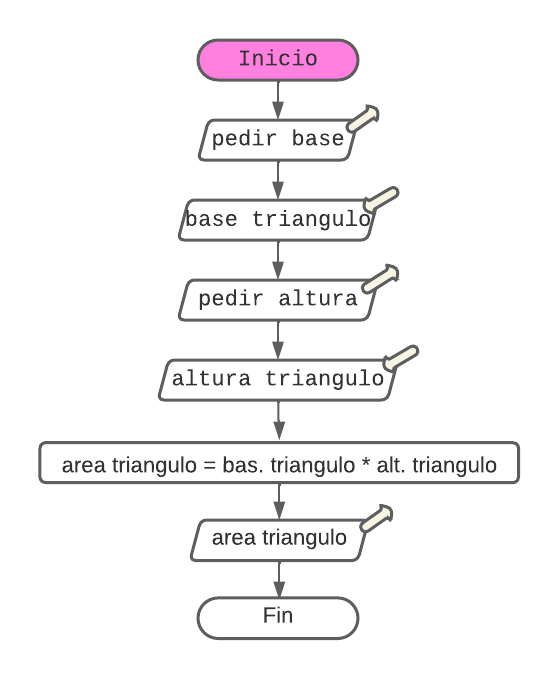 Inicio
pedir base
base triangulo
pedir altura
altura triangulo
area triangulo = bas. triangulo * alt. triangulo
area triangulo
Fin